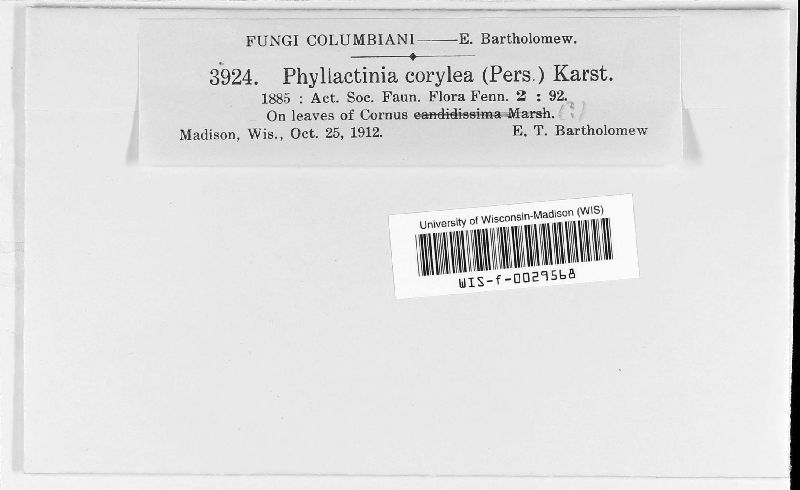 FUNGI COLUMBIANI——E. Bartholomew.
3924. Phyllactinia corylea (Pers.) Karst.
1885 : Act. Soc. Faun. Flora Fenn. 2 : 92.
On leaves of Cornus candidissima Marsh. (?)
Madison, Wis., Oct. 25, 1912. E. T. Bartholomew
University of Wisconsin-Madison (WIS)
WIS-f-0029568